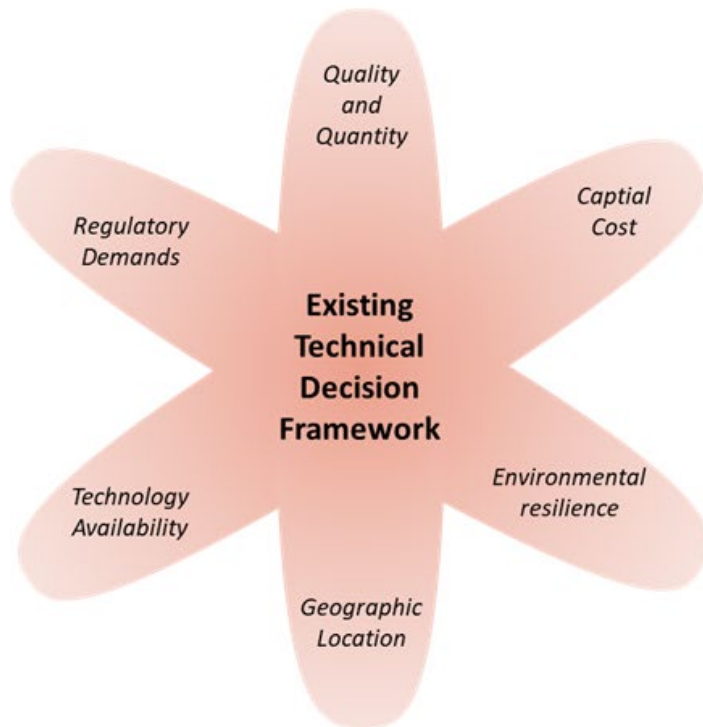 Quality
and
Quantity
Captial
Cost
Regulatory
Demands
Existing
Technical
Decision
Framework
Environmental
resilience
Technology
Availability
Geographic
Location